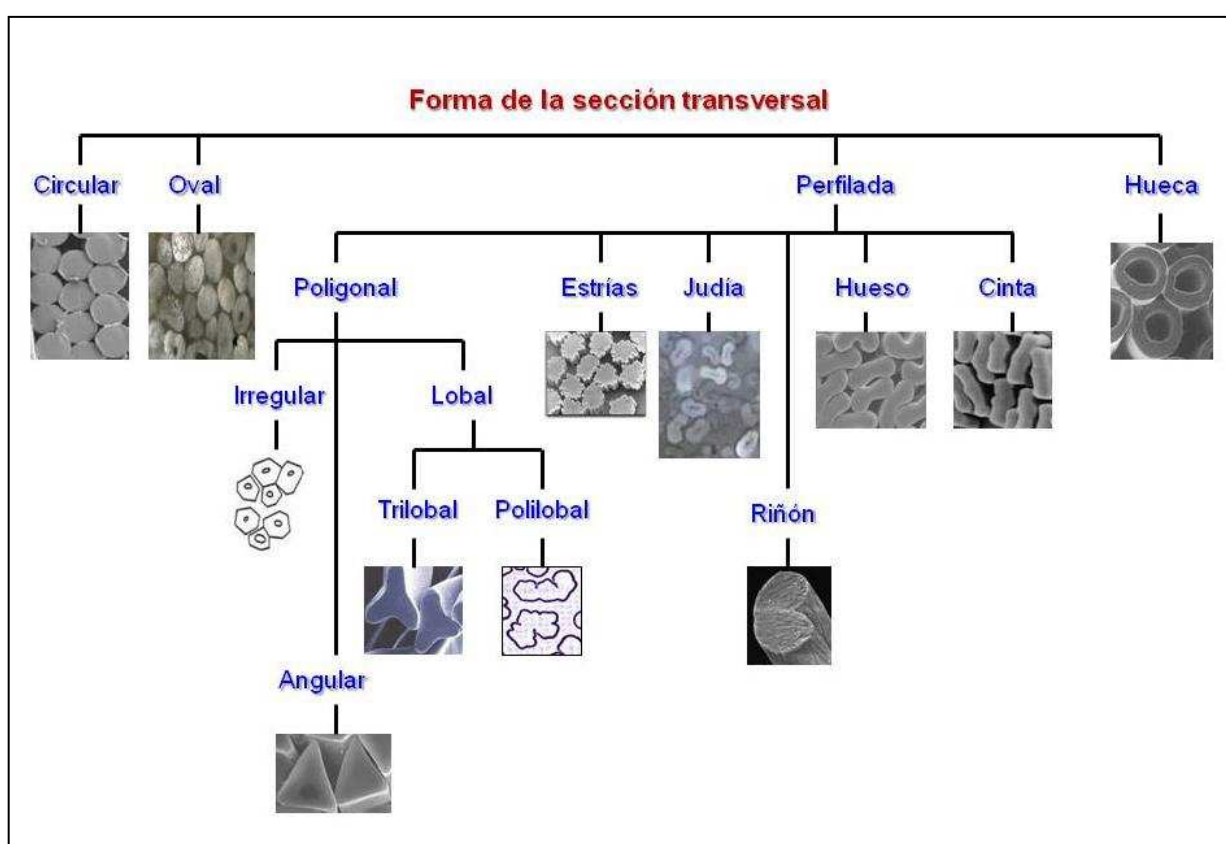 Forma de la sección transversal
Circular
Oval
Perfilada
Hueca
Poligonal
Estrías
Judía
Hueso
Cinta
Irregular
Lobal
Trilobal
Polilobal
Riñón
Angular